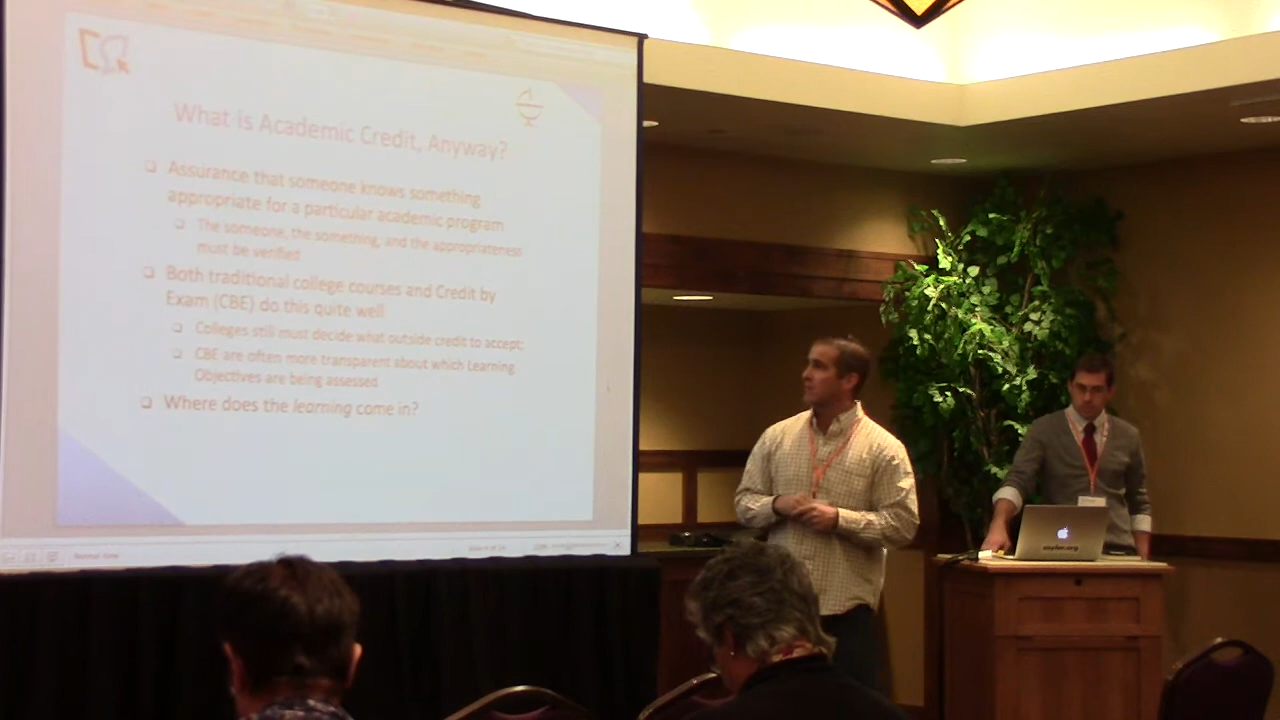 What Is Academic Credit, Anyway?
Assurance that someone knows something
appropriate for a particular academic program
The someone, the something, and the appropriateness
must be verified
Both traditional college courses and Credit by
Exam (CBE) do this quite well
Colleges still must decide what outside credit to accept;
CBE are often more transparent about which Learning
Objectives are being assessed
Where does the learning come in?
saylor.org